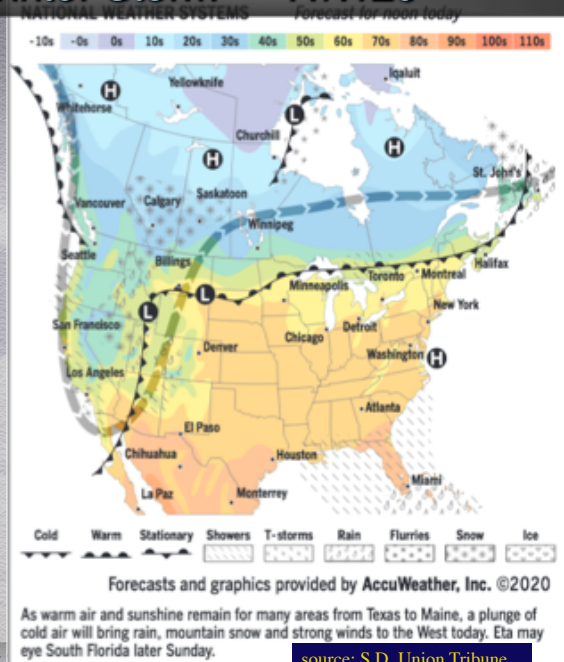 NATIONAL WEATHER SYSTEMS Forecast for noon today
-10s -0s 0s 10s 20s 30s 40s 50s 60s 70s 80s 90s 100s 110s
Iqaluit
Yellowknife
H
Whitehorse
L
Churchill
H
H
St. John's
Saskatoon
Calgary
Vancouver
Winnipeg
Seattle
Billings
Halifax
Toronto
Montreal
Minneapolis
L
L
New York
San Francisco
Detroit
Chicago
Denver
Washington
H
Los Angeles
Atlanta
El Paso
Chihuahua
Houston
Miami
La Paz
Monterrey
Cold Warm Stationary Showers T-storms Rain Flurries Snow Ice
Forecasts and graphics provided by AccuWeather, Inc. ©2020
As warm air and sunshine remain for many areas from Texas to Maine, a plunge of
cold air will bring rain, mountain snow and strong winds to the West today. Eta may
eye South Florida later Sunday.
source: S.D. Union Tribune